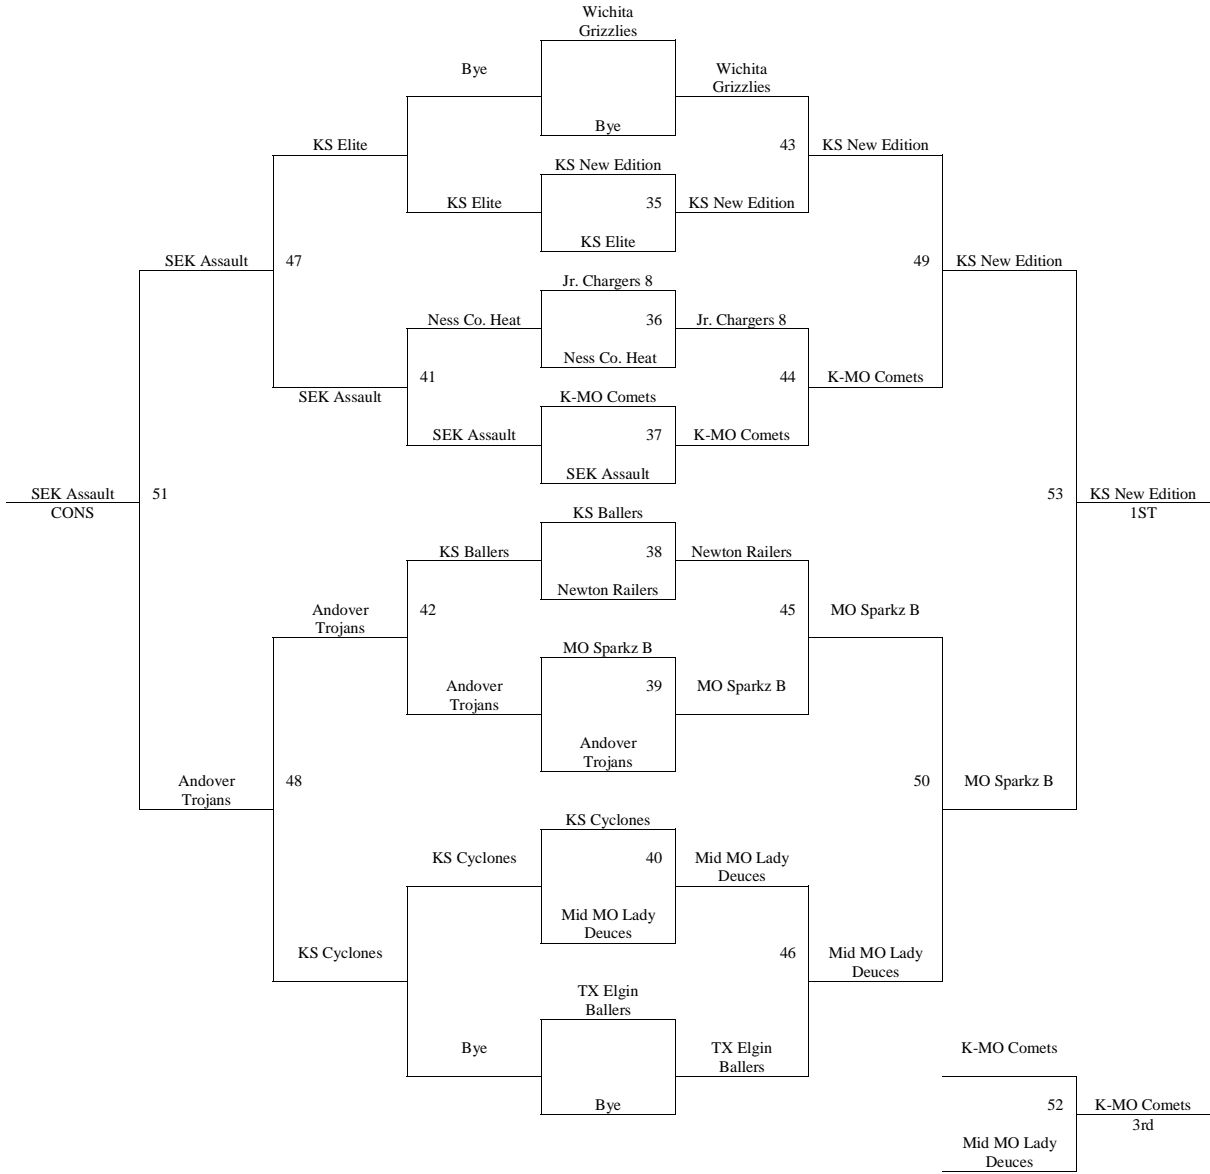 Wichita
Grizzlies
Bye
Wichita
Grizzlies
Bye
KS Elite
43
KS New Edition
KS New Edition
KS Elite
35
KS New Edition
KS Elite
SEK Assault
47
49
KS New Edition
Jr. Chargers 8
Ness Co. Heat
36
Jr. Chargers 8
Ness Co. Heat
41
44
K-MO Comets
SEK Assault
K-MO Comets
SEK Assault
37
K-MO Comets
SEK Assault
SEK Assault
CONS
51
53
KS New Edition
1ST
KS Ballers
KS Ballers
38
Newton Railers
Newton Railers
Andover
Trojans
42
45
MO Sparkz B
MO Sparkz B
Andover
Trojans
39
MO Sparkz B
Andover
Trojans
Andover
Trojans
48
50
MO Sparkz B
KS Cyclones
KS Cyclones
40
Mid MO Lady
Deuces
Mid MO Lady
Deuces
KS Cyclones
46
Mid MO Lady
Deuces
TX Elgin
Ballers
Bye
TX Elgin
Ballers
Bye
K-MO Comets
52
K-MO Comets
3rd
Mid MO Lady
Deuces